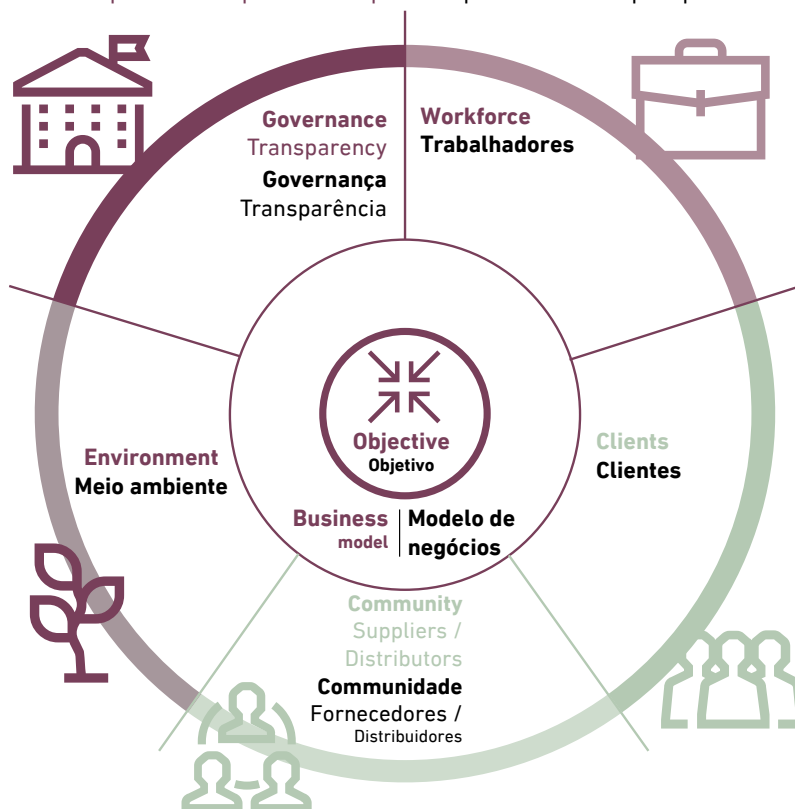 Governance
Transparency
Governança
Transparência
Workforce
Trabalhadores
Environment
Meio ambiente
Objective
Objetivo
Clients
Clientes
Business
model
Modelo de
negócios
Community
Suppliers /
Distributors
Communidade
Fornecedores /
Distribuidores